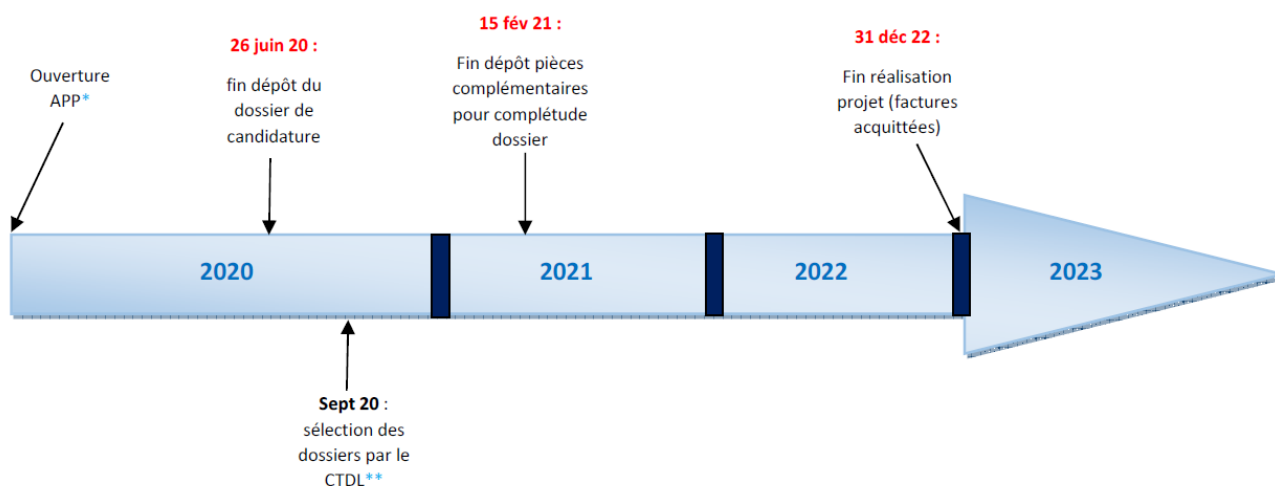 Ouverture
APP*
26 juin 20 :
fin dépôt du
dossier de
candidature
15 fév 21 :
Fin dépôt pièces
complémentaires
pour complétude
dossier
31 déc 22 :
Fin réalisation
projet (factures
acquittées)
2020
2021
2022
2023
Sept 20 :
sélection des
dossiers par le
CTDL**